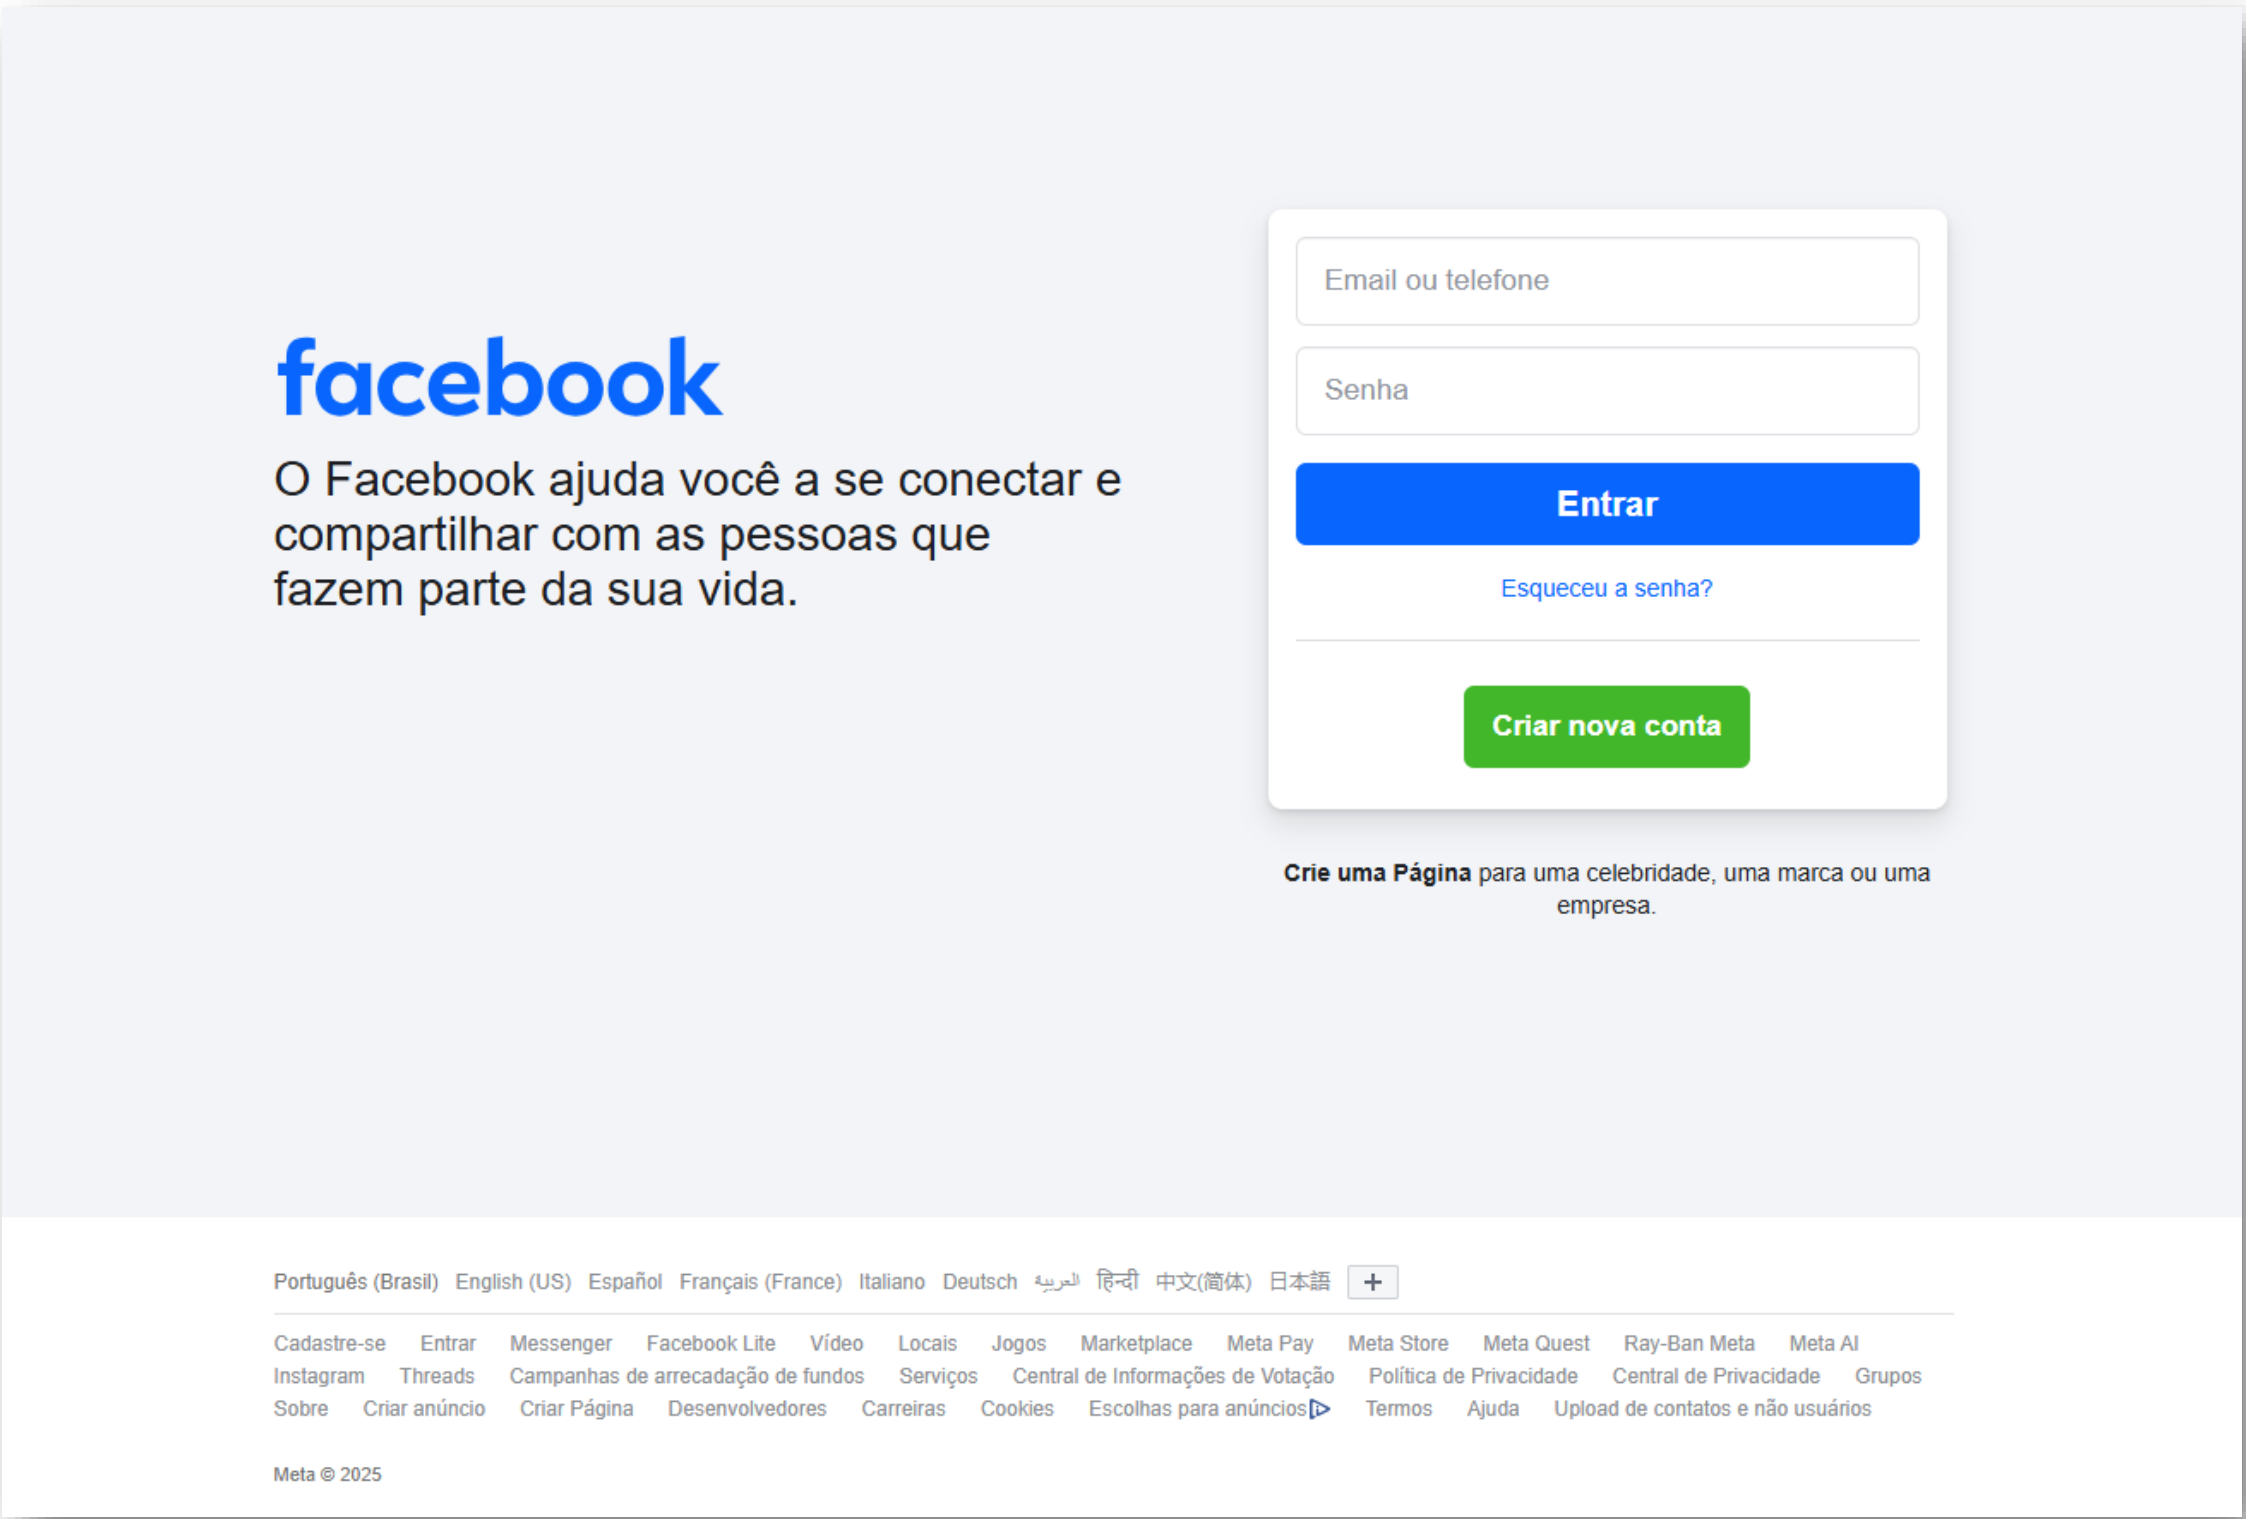 facebook
O Facebook ajuda você a se conectar e
compartilhar com as pessoas que
fazem parte da sua vida.
Email ou telefone
Senha
Entrar
Esqueceu a senha?
Criar nova conta
Crie uma Página para uma celebridade, uma marca ou uma
empresa.
Português (Brasil) English (US) Español Français (France) Italiano Deutsch العربية हिन्दी 中文(简体) 日本語 +
Cadastre-se Entrar Messenger Facebook Lite Vídeo Locais Jogos Marketplace Meta Pay Meta Store Meta Quest Ray-Ban Meta Meta AI
Instagram Threads Campanhas de arrecadação de fundos Serviços Central de Informações de Votação Política de Privacidade Central de Privacidade Grupos
Sobre Criar anúncio Criar Página Desenvolvedores Carreiras Cookies Escolhas para anúncios Termos Ajuda Upload de contatos e não usuários
Meta © 2025